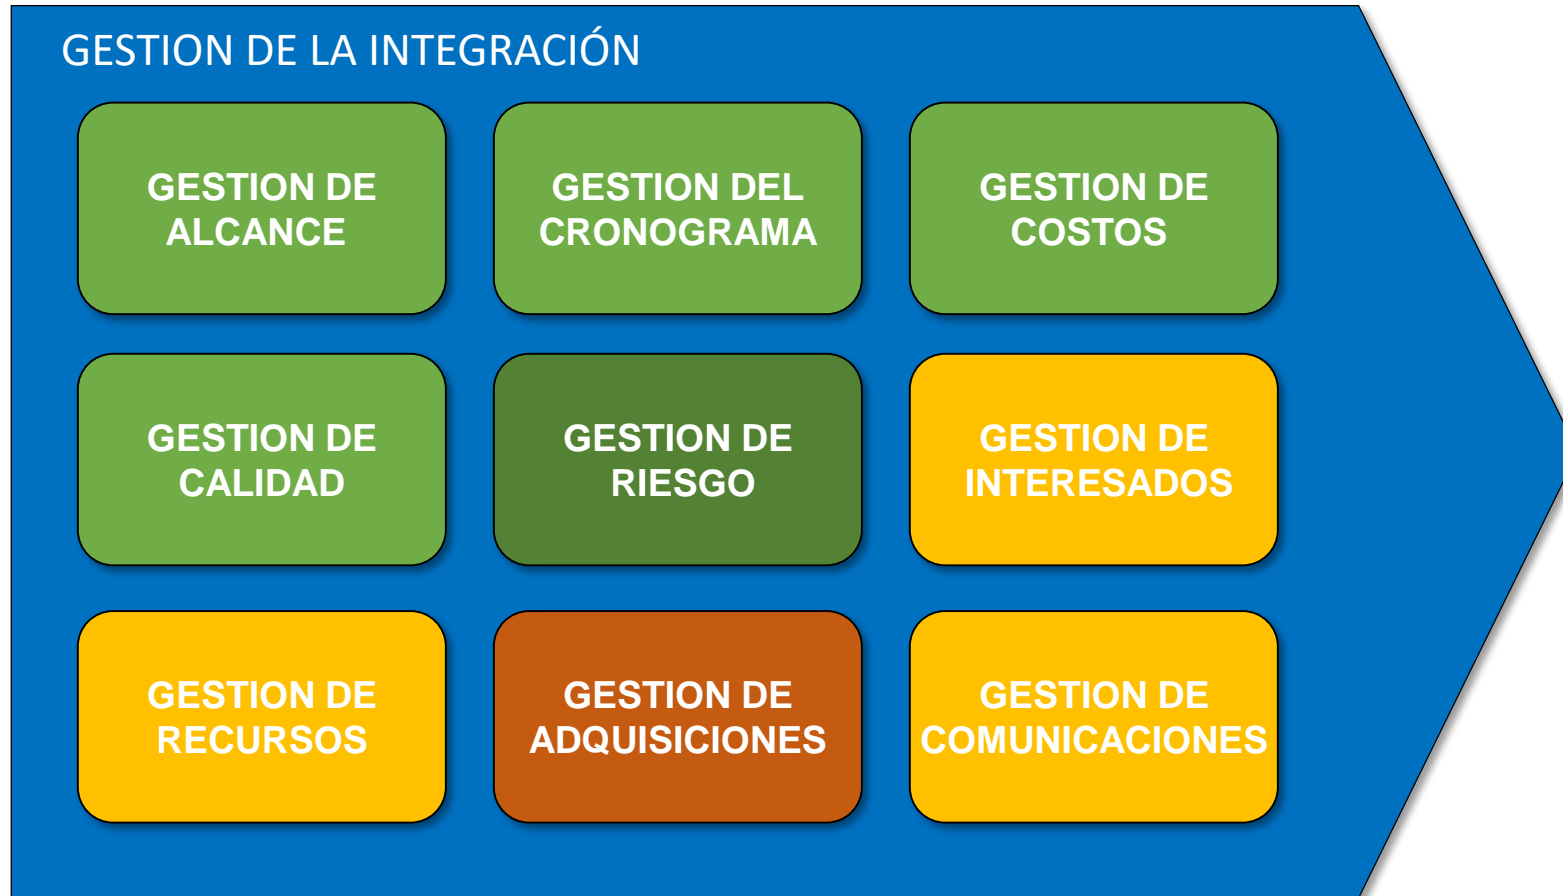 GESTION DE LA INTEGRACIÓN
GESTION DE
ALCANCE
GESTION DEL
CRONOGRAMA
GESTION DE
COSTOS
GESTION DE
CALIDAD
GESTION DE
RIESGO
GESTION DE
INTERESADOS
GESTION DE
RECURSOS
GESTION DE
ADQUISICIONES
GESTION DE
COMUNICACIONES